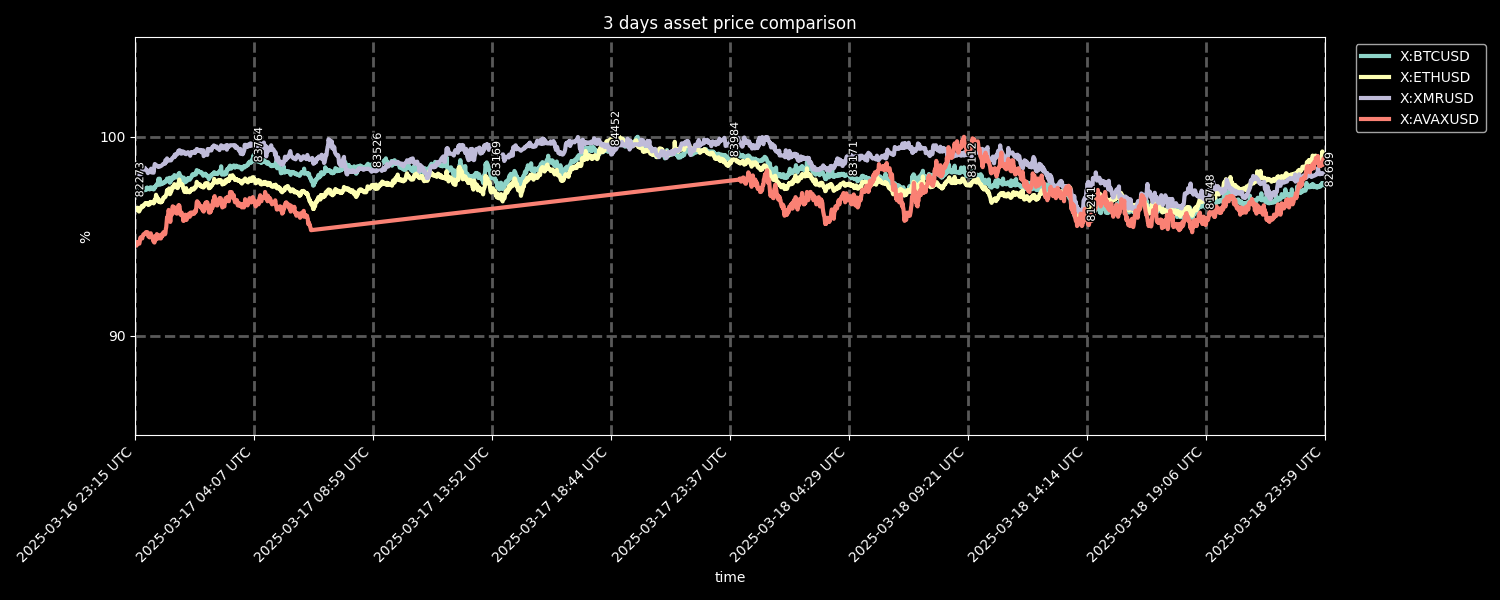 3 days asset price comparison
X:BTCUSD
X:ETHUSD
X:XMRUSD
X:AVAXUSD
100
90
%
82273
83764
83526
83169
84452
83984
83171
83112
81241
81748
82699
2025-03-16 23:15 UTC
2025-03-17 04:07 UTC
2025-03-17 08:59 UTC
2025-03-17 13:52 UTC
2025-03-17 18:44 UTC
2025-03-17 23:37 UTC
2025-03-18 04:29 UTC
2025-03-18 09:21 UTC
2025-03-18 14:14 UTC
2025-03-18 19:06 UTC
2025-03-18 23:59 UTC
time